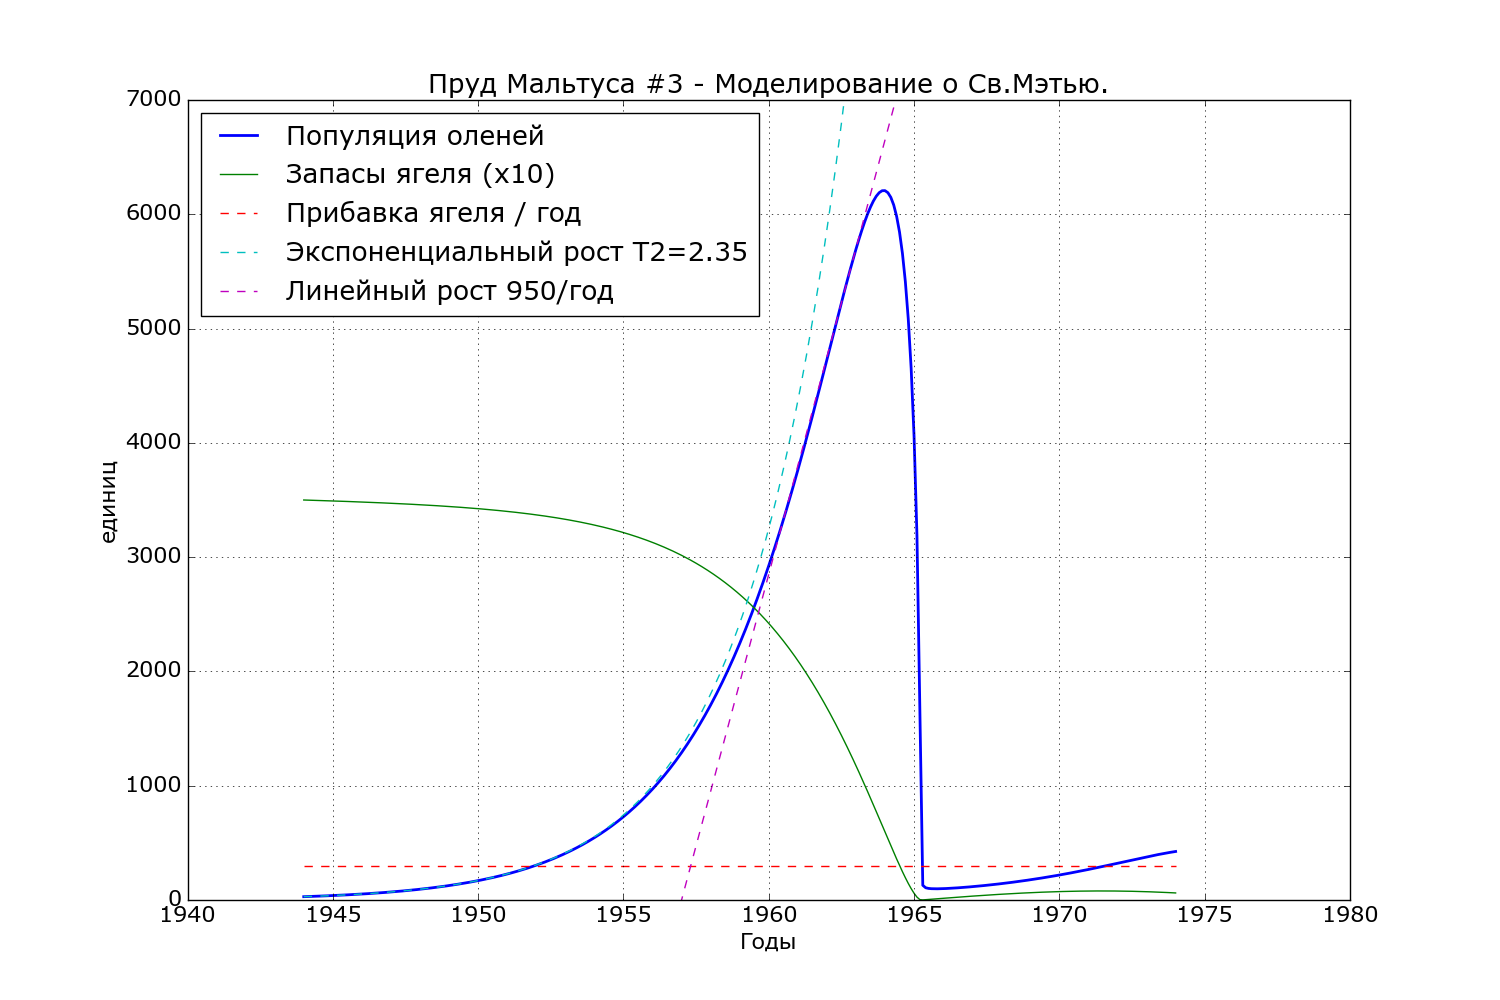 Пруд Мальтуса #3 - Моделирование о Св.Мэтью.
7000
6000
5000
4000
3000
2000
1000
0
единиц
Популяция оленей
Запасы ягеля (x10)
Прибавка ягеля / год
Экспоненциальный рост T2=2.35
Линейный рост 950/год
1940 1945 1950 1955 1960 1965 1970 1975 1980
Годы